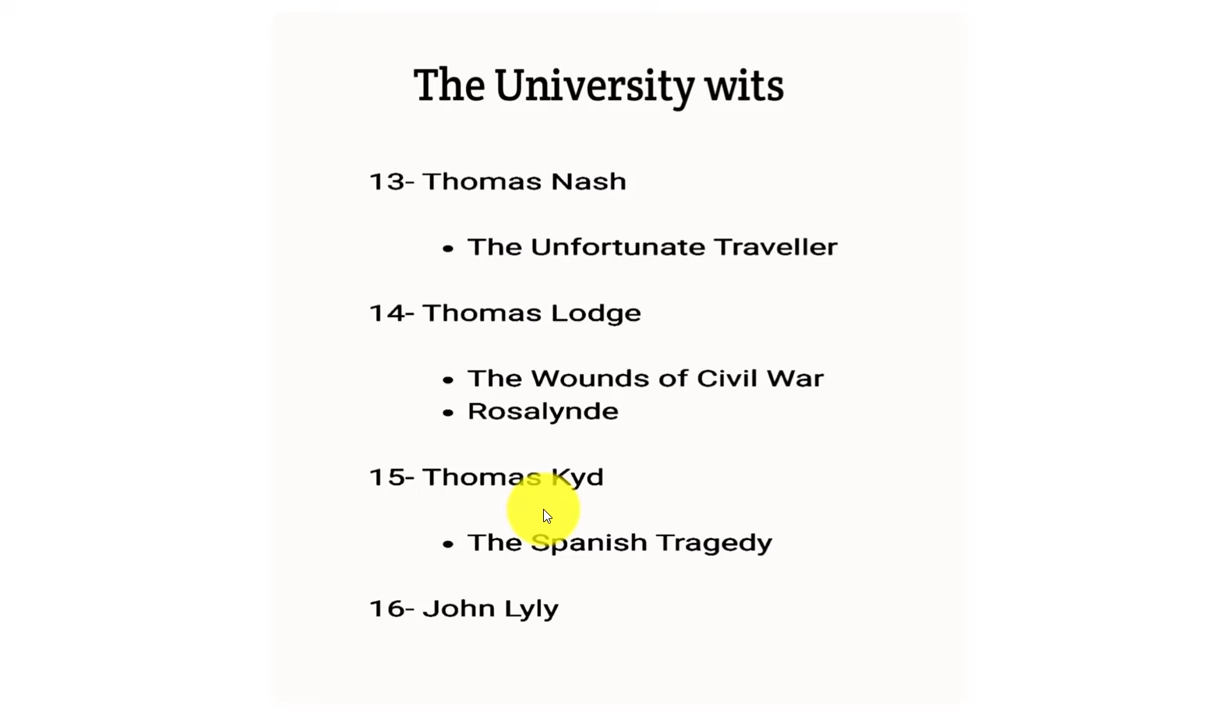 The University wits
13- Thomas Nash
• The Unfortunate Traveller
14- Thomas Lodge
• The Wounds of Civil War
• Rosalynde
15- Thomas Kyd
• The Spanish Tragedy
16- John Lyly